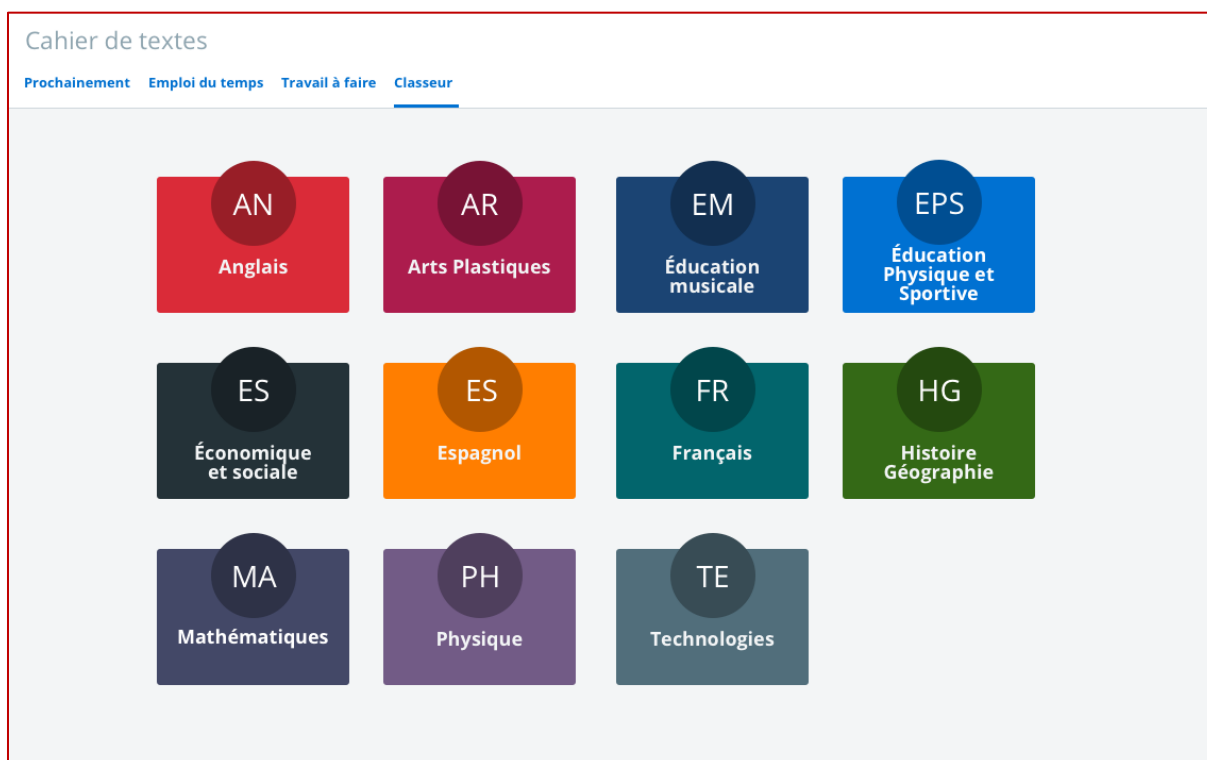 Cahier de textes
Prochainement Emploi du temps Travail à faire Classeur
AN
Anglais
AR
Arts Plastiques
EM
Éducation
musicale
EPS
Éducation
Physique et
Sportive
ES
Économique
et sociale
ES
Espagnol
FR
Français
HG
Histoire
Géographie
MA
Mathématiques
PH
Physique
TE
Technologies